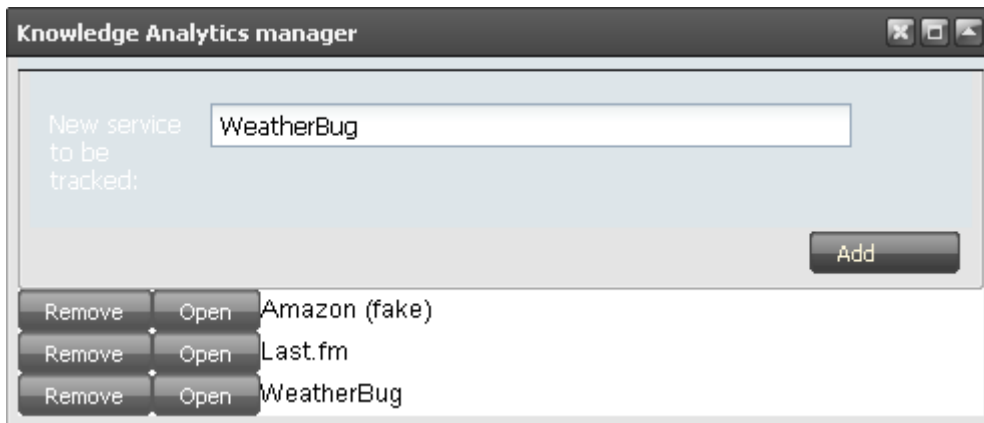 Knowledge Analytics manager
New service
to be
tracked:
WeatherBug
Add
Remove Open Amazon (fake)
Remove Open Last.fm
Remove Open WeatherBug